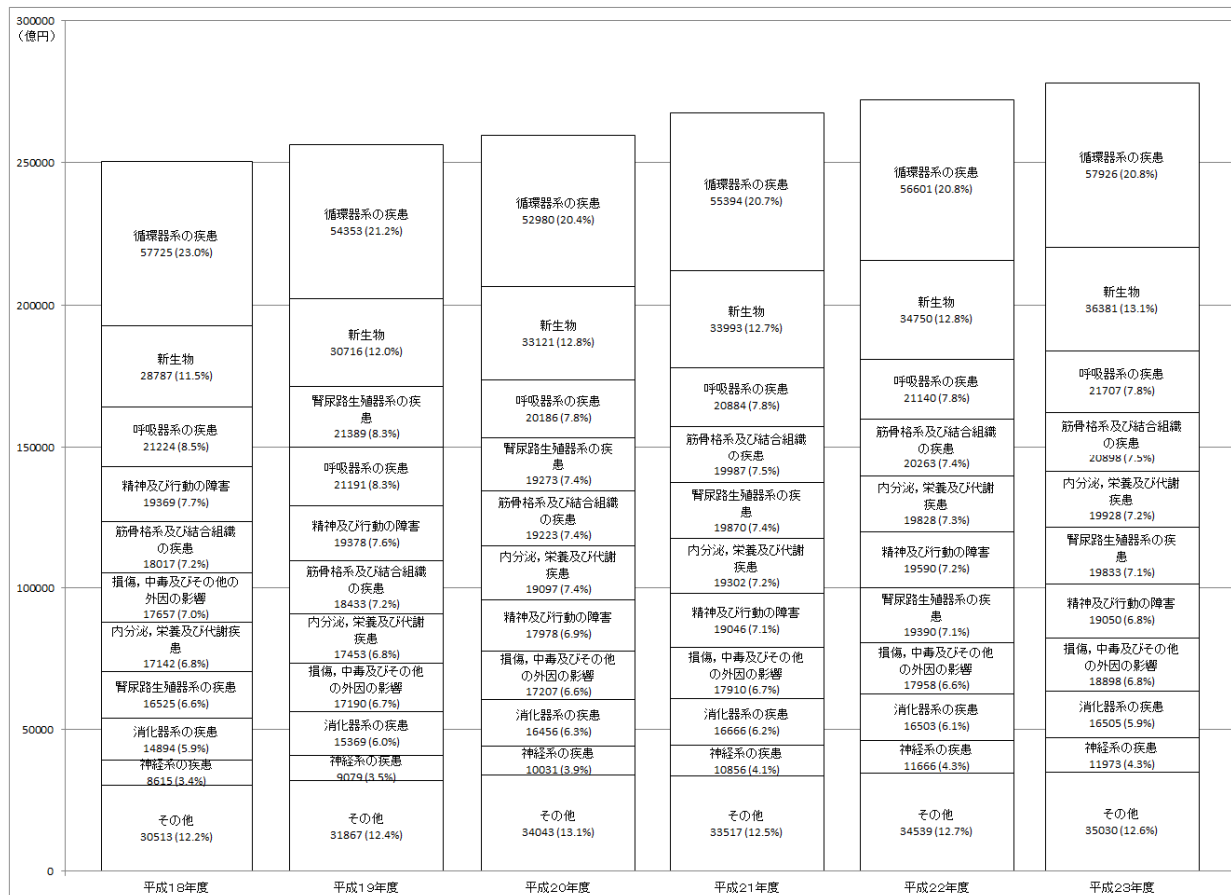 300000
（億円）
250000
200000
150000
100000
50000
0
循環器系の疾患
57725 (23.0%)
新生物
28787 (11.5%)
呼吸器系の疾患
21224 (8.5%)
精神及び行動の障害
19369 (7.7%)
筋骨格系及び結合組織
の疾患
18017 (7.2%)
損傷, 中毒及びその他の
外因の影響
17657 (7.0%)
内分泌, 栄養及び代謝疾
患
17142 (6.8%)
腎尿路生殖器系の疾患
16525 (6.6%)
消化器系の疾患
14894 (5.9%)
神経系の疾患
8615 (3.4%)
その他
30513 (12.2%)
平成18年度
循環器系の疾患
54353 (21.2%)
新生物
30716 (12.0%)
腎尿路生殖器系の疾
患
21389 (8.3%)
呼吸器系の疾患
21191 (8.3%)
精神及び行動の障害
19378 (7.6%)
筋骨格系及び結合組織
の疾患
18433 (7.2%)
内分泌, 栄養及び代謝
疾患
17453 (6.8%)
損傷, 中毒及びその他
の外因の影響
17190 (6.7%)
消化器系の疾患
15369 (6.0%)
神経系の疾患
9079 (3.5%)
その他
31867 (12.4%)
平成19年度
循環器系の疾患
52980 (20.4%)
新生物
33121 (12.8%)
呼吸器系の疾患
20186 (7.8%)
腎尿路生殖器系の疾
患
19273 (7.4%)
筋骨格系及び結合組織
の疾患
19223 (7.4%)
内分泌, 栄養及び代謝
疾患
19097 (7.4%)
精神及び行動の障害
17978 (6.9%)
損傷, 中毒及びその他
の外因の影響
17207 (6.6%)
消化器系の疾患
16456 (6.3%)
神経系の疾患
10031 (3.9%)
その他
34043 (13.1%)
平成20年度
循環器系の疾患
55394 (20.7%)
新生物
33993 (12.7%)
呼吸器系の疾患
20884 (7.8%)
筋骨格系及び結合組織
の疾患
19987 (7.5%)
腎尿路生殖器系の疾
患
19870 (7.4%)
内分泌, 栄養及び代謝
疾患
19302 (7.2%)
精神及び行動の障害
19046 (7.1%)
損傷, 中毒及びその他
の外因の影響
17910 (6.7%)
消化器系の疾患
16666 (6.2%)
神経系の疾患
10856 (4.1%)
その他
33517 (12.5%)
平成21年度
循環器系の疾患
56601 (20.8%)
新生物
34750 (12.8%)
呼吸器系の疾患
21140 (7.8%)
筋骨格系及び結合組織
の疾患
20263 (7.4%)
内分泌, 栄養及び代謝
疾患
19828 (7.3%)
精神及び行動の障害
19590 (7.2%)
腎尿路生殖器系の疾
患
19390 (7.1%)
損傷, 中毒及びその他
の外因の影響
17958 (6.6%)
消化器系の疾患
16503 (6.1%)
神経系の疾患
11666 (4.3%)
その他
34539 (12.7%)
平成22年度
循環器系の疾患
57926 (20.8%)
新生物
36381 (13.1%)
呼吸器系の疾患
21707 (7.8%)
筋骨格系及び結合組織
の疾患
20898 (7.5%)
内分泌, 栄養及び代謝
疾患
19928 (7.2%)
腎尿路生殖器系の疾
患
19833 (7.1%)
精神及び行動の障害
19050 (6.8%)
損傷, 中毒及びその他
の外因の影響
18898 (6.8%)
消化器系の疾患
16505 (5.9%)
神経系の疾患
11973 (4.3%)
その他
35030 (12.6%)
平成23年度